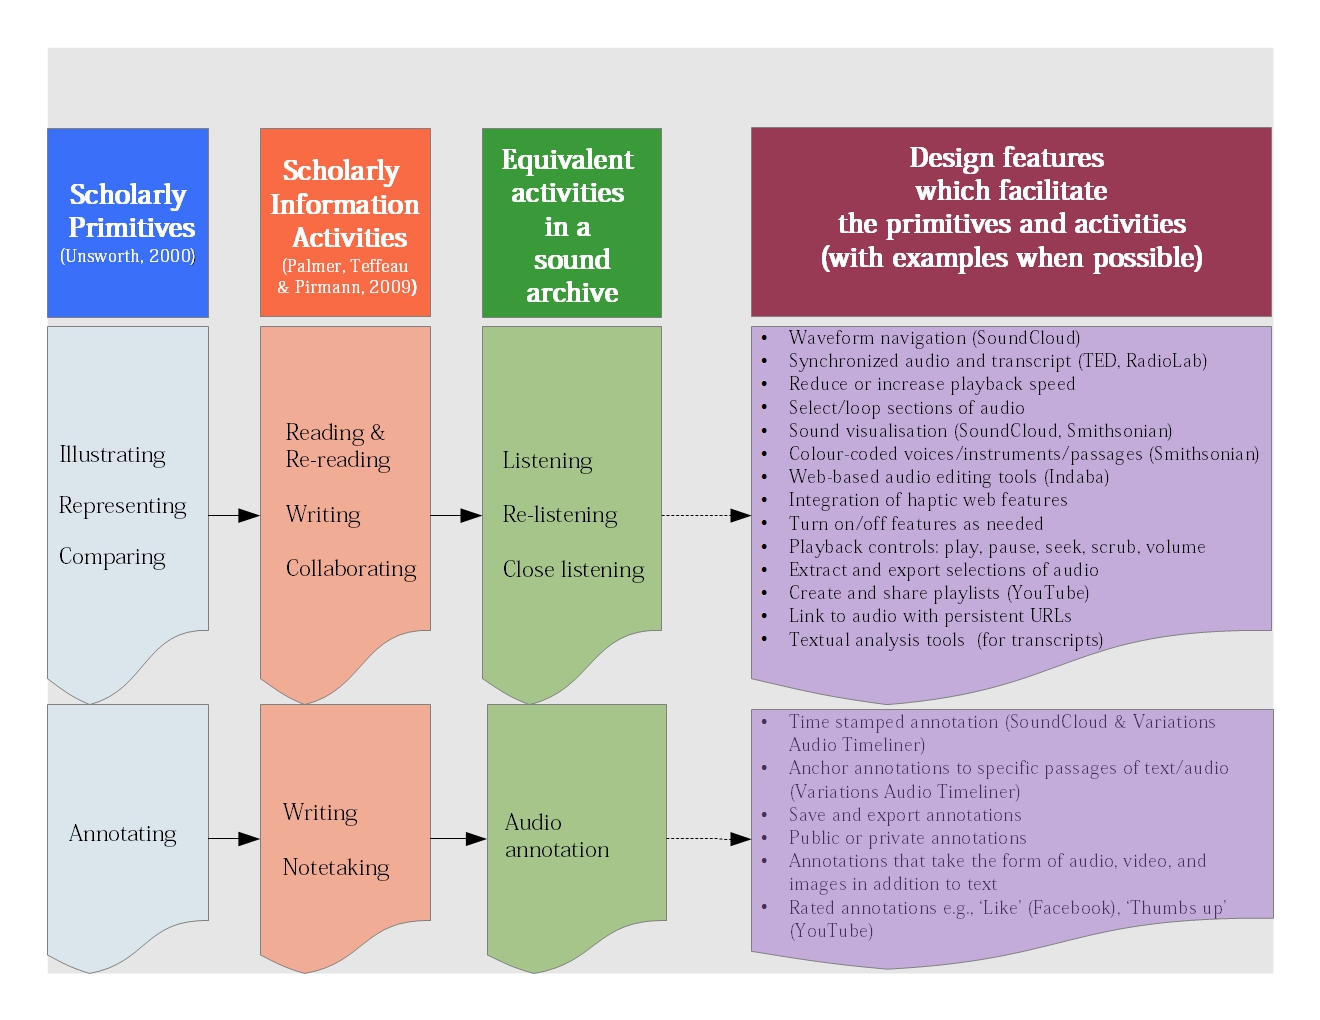 Scholarly
Primitives
(Unsworth, 2000)
Scholarly
Information
Activities
(Palmer, Teffeau
& Pirmann, 2009)
Equivalent
activities
in a
sound
archive
Design features
which facilitate
the primitives and activities
(with examples when possible)
Illustrating
Representing
Comparing
Reading &
Re-reading
Writing
Collaborating
Listening
Re-listening
Close listening
• Waveform navigation (SoundCloud)
• Synchronized audio and transcript (TED, RadioLab)
• Reduce or increase playback speed
• Select/loop sections of audio
• Sound visualisation (SoundCloud, Smithsonian)
• Colour-coded voices/instruments/passages (Smithsonian)
• Web-based audio editing tools (Indaba)
• Integration of haptic web features
• Turn on/off features as needed
• Playback controls: play, pause, seek, scrub, volume
• Extract and export selections of audio
• Create and share playlists (YouTube)
• Link to audio with persistent URLs
• Textual analysis tools (for transcripts)
Annotating
Writing
Notetaking
Audio
annotation
• Time stamped annotation (SoundCloud & Variations
Audio Timeliner)
• Anchor annotations to specific passages of text/audio
(Variations Audio Timeliner)
• Save and export annotations
• Public or private annotations
• Annotations that take the form of audio, video, and
images in addition to text
• Rated annotations e.g., ‘Like’ (Facebook), ‘Thumbs up’
(YouTube)